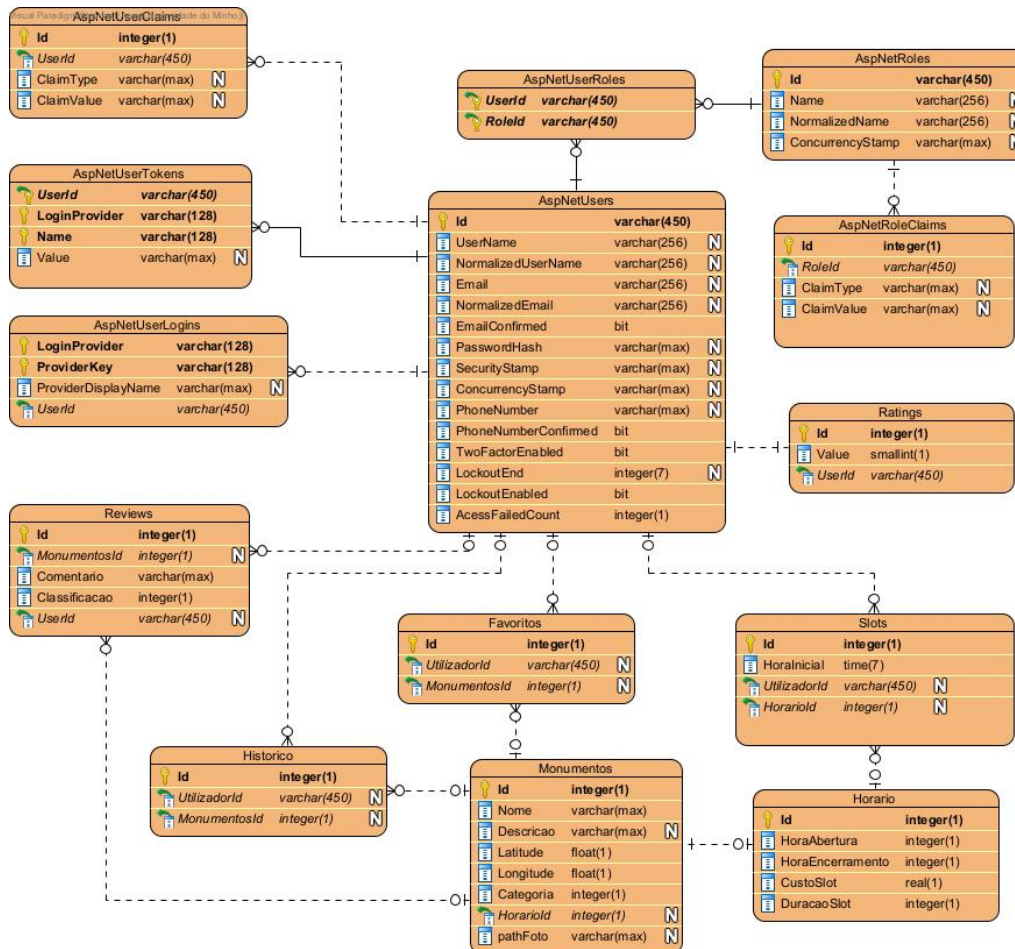 AspNetUserClaims
Id integer(1)
UserId varchar(450)
ClaimType varchar(max) N
ClaimValue varchar(max) N
AspNetUserRoles
UserId varchar(450)
RoleId varchar(450)
AspNetRoles
Id varchar(450)
Name varchar(256) N
NormalizedName varchar(256) N
ConcurrencyStamp varchar(max) N
AspNetUserTokens
UserId varchar(450)
LoginProvider varchar(128)
Name varchar(128)
Value varchar(max) N
AspNetUsers
Id varchar(450)
UserName varchar(256) N
NormalizedUserName varchar(256) N
Email varchar(256) N
NormalizedEmail varchar(256) N
EmailConfirmed bit
PasswordHash varchar(max) N
SecurityStamp varchar(max) N
ConcurrencyStamp varchar(max) N
PhoneNumber varchar(max) N
PhoneNumberConfirmed bit
TwoFactorEnabled bit
LockoutEnd integer(7) N
LockoutEnabled bit
AcessFailedCount integer(1)
AspNetRoleClaims
Id integer(1)
RoleId varchar(450)
ClaimType varchar(max) N
ClaimValue varchar(max) N
AspNetUserLogins
LoginProvider varchar(128)
ProviderKey varchar(128)
ProviderDisplayName varchar(max) N
UserId varchar(450)
Ratings
Id integer(1)
Value smallint(1)
UserId varchar(450)
Reviews
Id integer(1)
MonumentosId integer(1) N
Comentario varchar(max)
Classificacao integer(1)
UserId varchar(450) N
Favoritos
Id integer(1)
UtilizadorId varchar(450) N
MonumentosId integer(1) N
Slots
Id integer(1)
HoraInicial time(7)
UtilizadorId varchar(450) N
HorarioId integer(1) N
Historico
Id integer(1)
UtilizadorId varchar(450) N
MonumentosId integer(1) N
Monumentos
Id integer(1)
Nome varchar(max)
Descricao varchar(max) N
Latitude float(1)
Longitude float(1)
Categoria integer(1)
HorarioId integer(1) N
pathFoto varchar(max) N
Horario
Id integer(1)
HoraAbertura integer(1)
HoraEncerramento integer(1)
CustoSlot real(1)
DuracaoSlot integer(1)